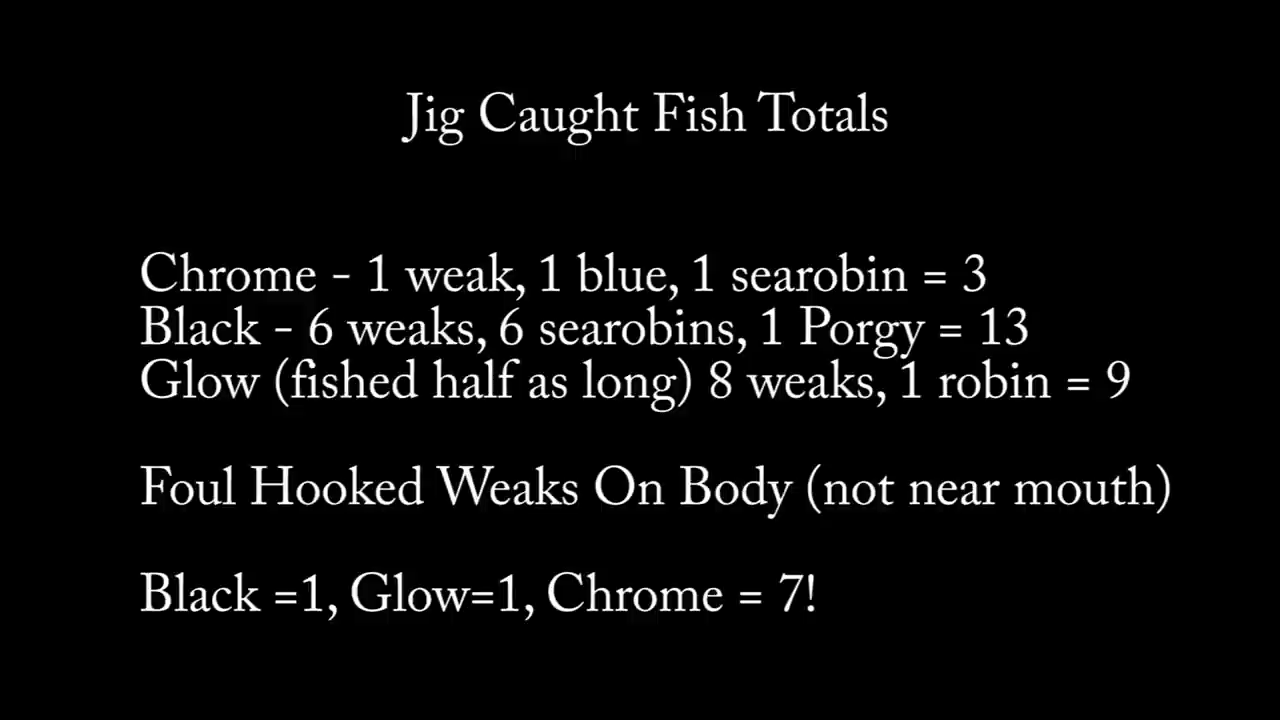 Jig Caught Fish Totals
Chrome - 1 weak, 1 blue, 1 searobin = 3
Black - 6 weaks, 6 searobins, 1 Porgy = 13
Glow (fished half as long) 8 weaks, 1 robin = 9
Foul Hooked Weaks On Body (not near mouth)
Black =1, Glow=1, Chrome = 7!